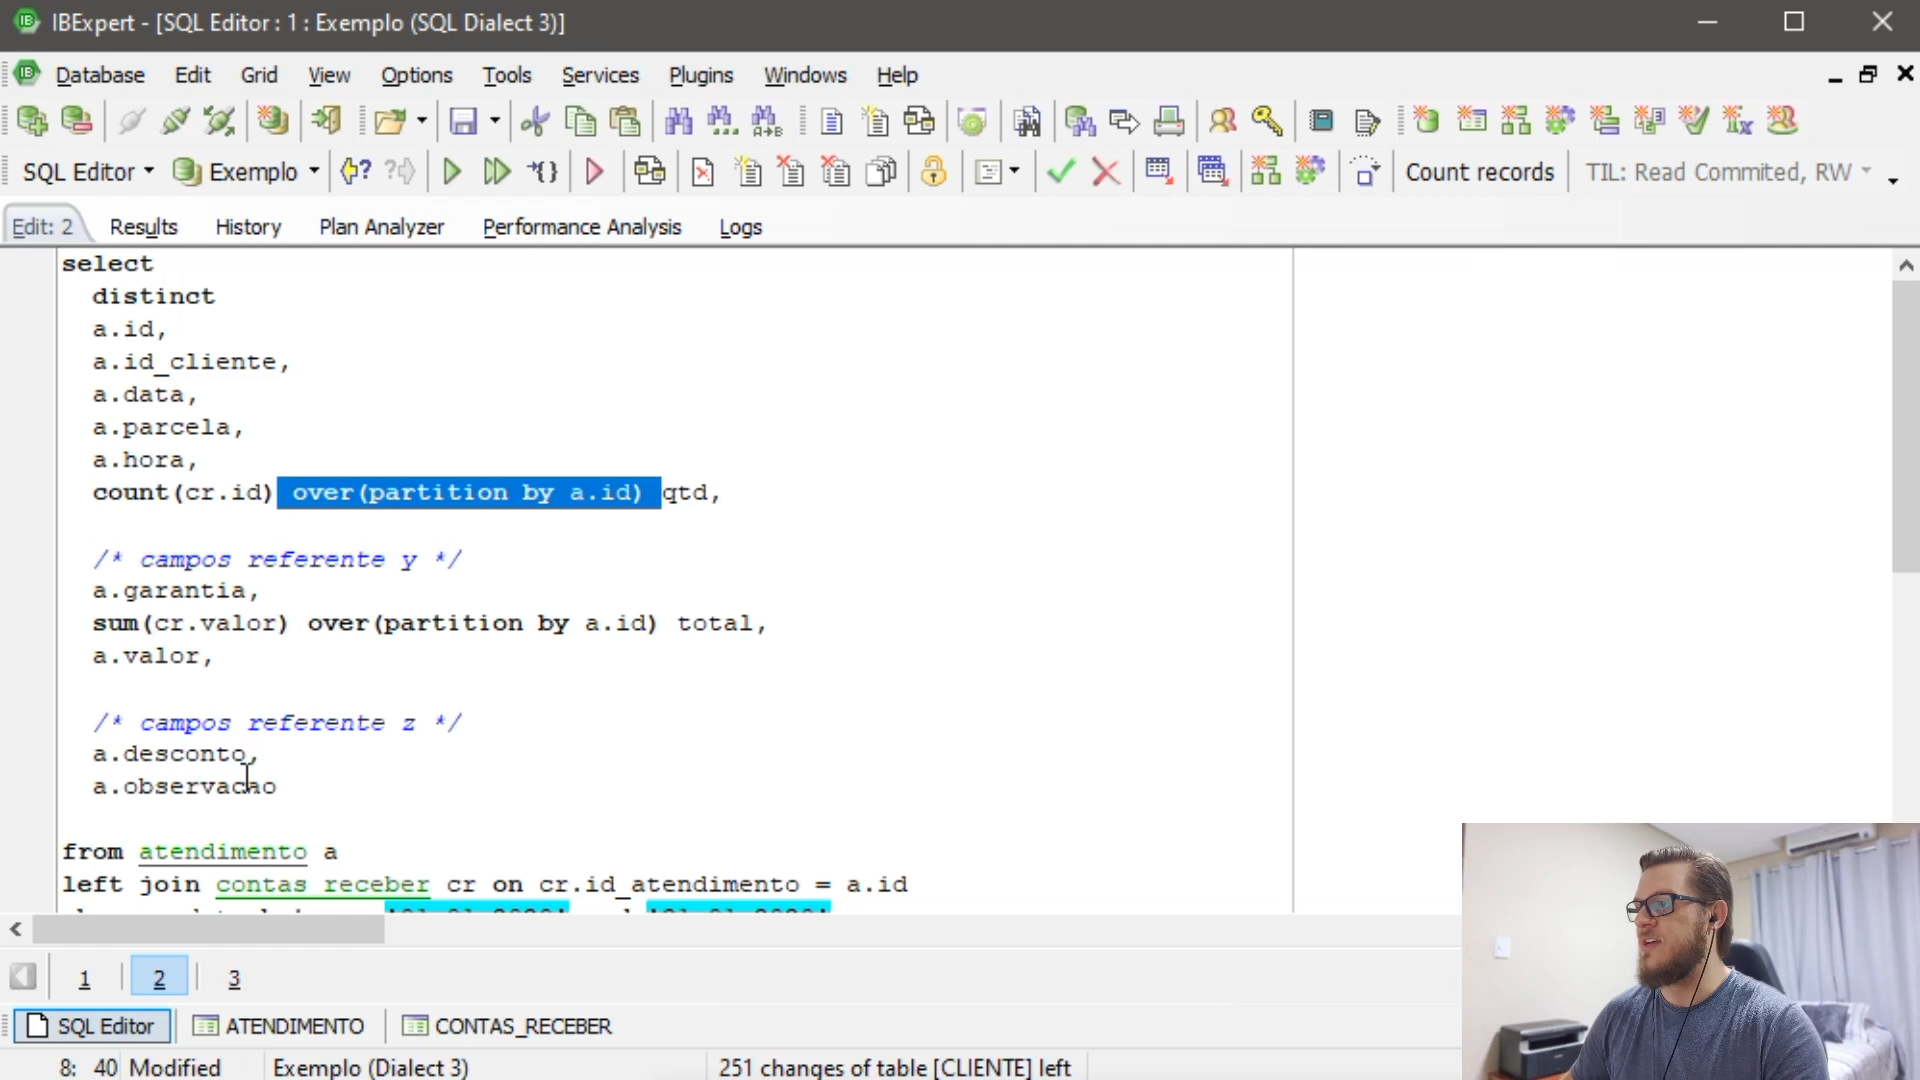 IBExpert - [SQL Editor : 1 : Exemplo (SQL Dialect 3)]
Database Edit Grid View Options Tools Services Plugins Windows Help
SQL Editor Exemplo Count records TIL: Read Commited, RW
Edit: 2 Results History Plan Analyzer Performance Analysis Logs
select
distinct
a.id,
a.id_cliente,
a.data,
a.parcela,
a.hora,
count(cr.id) over(partition by a.id) qtd,
/* campos referente y */
a.garantia,
sum(cr.valor) over(partition by a.id) total,
a.valor,
/* campos referente z */
a.desconto,
a.observacao
from atendimento a
left join contas_receber cr on cr.id_atendimento = a.id
1 2 3
SQL Editor ATENDIMENTO CONTAS_RECEBER
8: 40 Modified Exemplo (Dialect 3) 251 changes of table [CLIENTE] left